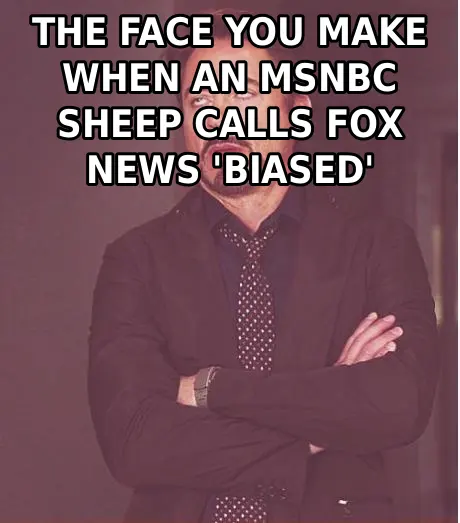 THE FACE YOU MAKE
WHEN AN MSNBC
SHEEP CALLS FOX
NEWS 'BIASED'